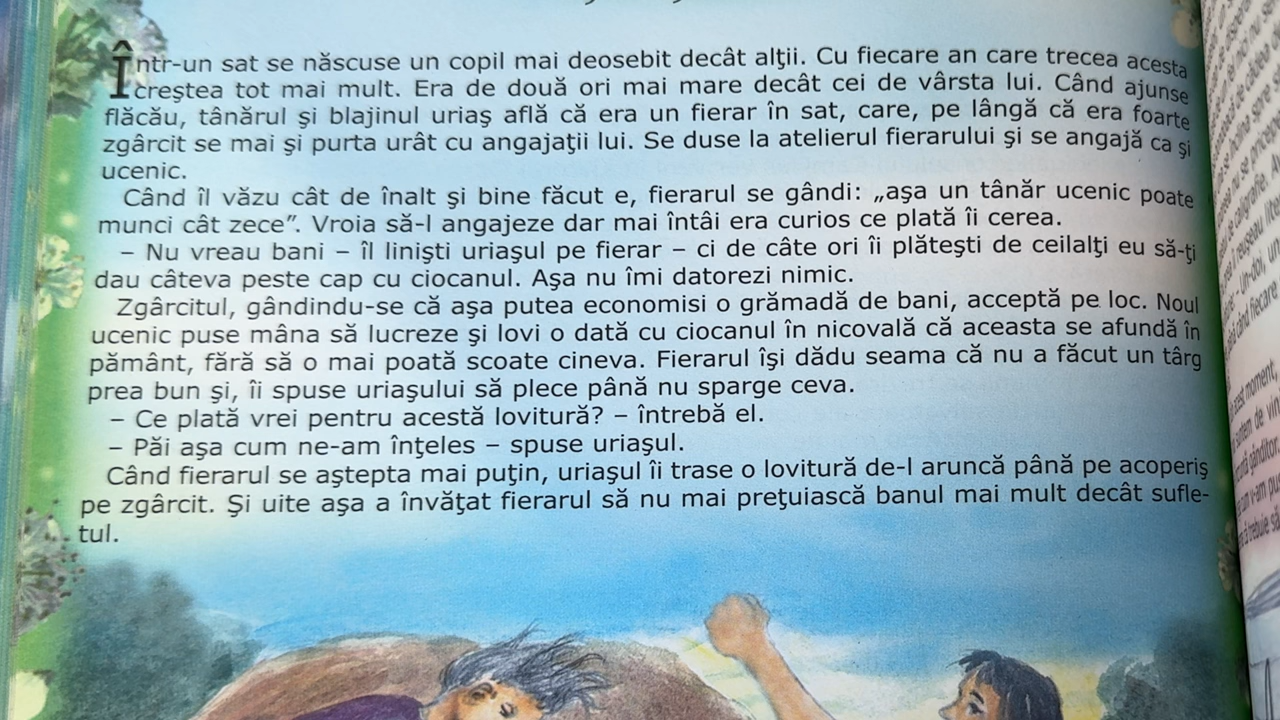 Într-un sat se născuse un copil mai deosebit decât alţii. Cu fiecare an care trecea acesta
creştea tot mai mult. Era de două ori mai mare decât cei de vârsta lui. Când ajunse
flăcău, tânărul şi blajinul uriaş află că era un fierar în sat, care, pe lângă că era foarte
zgârcit se mai şi purta urât cu angajaţii lui. Se duse la atelierul fierarului şi se angajă ca şi
ucenic.
Când îl văzu cât de înalt şi bine făcut e, fierarul se gândi: „aşa un tânăr ucenic poate
munci cât zece”. Vroia să-l angajeze dar mai întâi era curios ce plată îi cerea.
– Nu vreau bani – îl linişti uriaşul pe fierar – ci de câte ori îi plăteşti de ceilalţi eu să-ţi
dau câteva peste cap cu ciocanul. Aşa nu îmi datorezi nimic.
Zgârcitul, gândindu-se că aşa putea economisi o grămadă de bani, acceptă pe loc. Noul
ucenic puse mâna să lucreze şi lovi o dată cu ciocanul în nicovală că aceasta se afundă în
pământ, fără să o mai poată scoate cineva. Fierarul îşi dădu seama că nu a făcut un târg
prea bun şi, îi spuse uriaşului să plece până nu sparge ceva.
– Ce plată vrei pentru acestă lovitură? – întrebă el.
– Păi aşa cum ne-am înţeles – spuse uriaşul.
Când fierarul se aştepta mai puţin, uriaşul îi trase o lovitură de-l aruncă până pe acoperiş
pe zgârcit. Şi uite aşa a învăţat fierarul să nu mai preţuiască banul mai mult decât sufle-
tul.